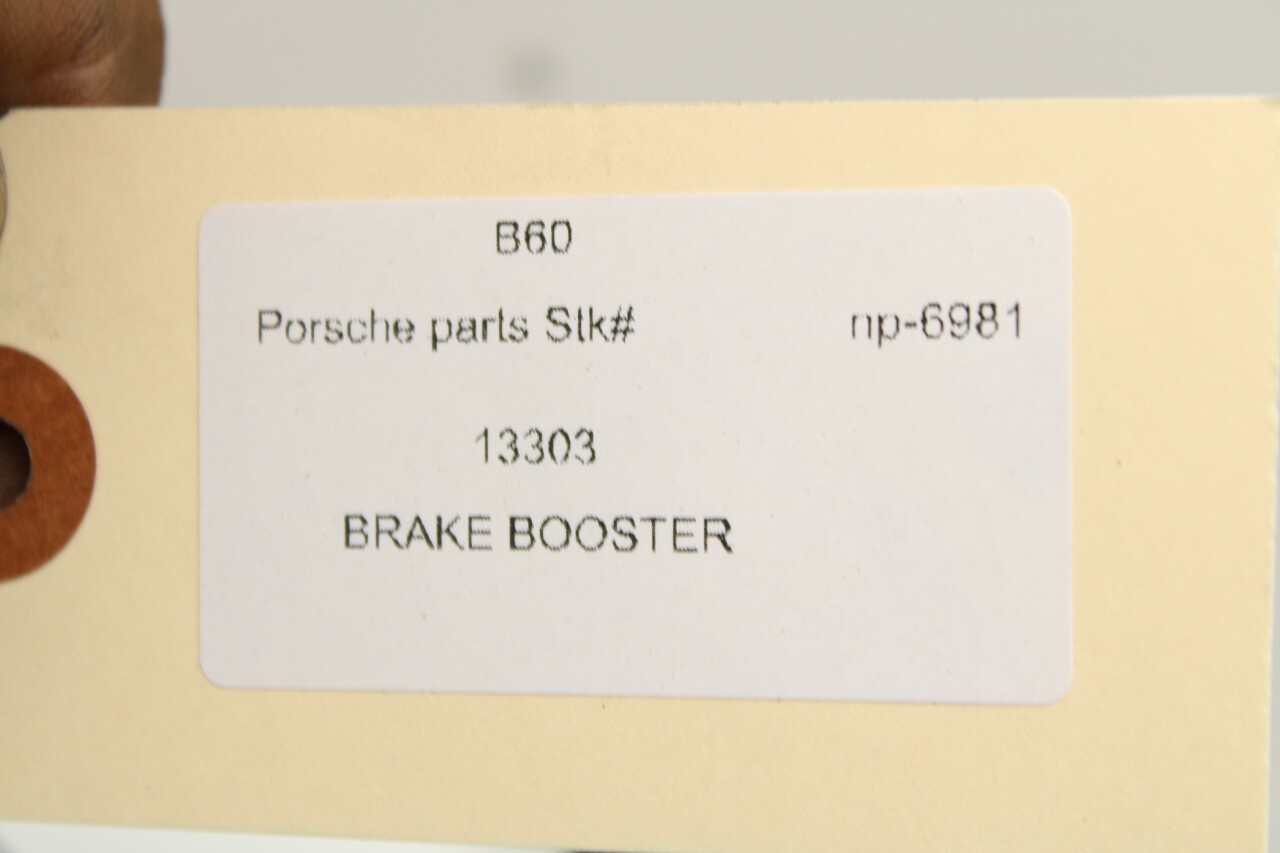 B60
Porsche parts Stk# np-6981
13303
BRAKE BOOSTER